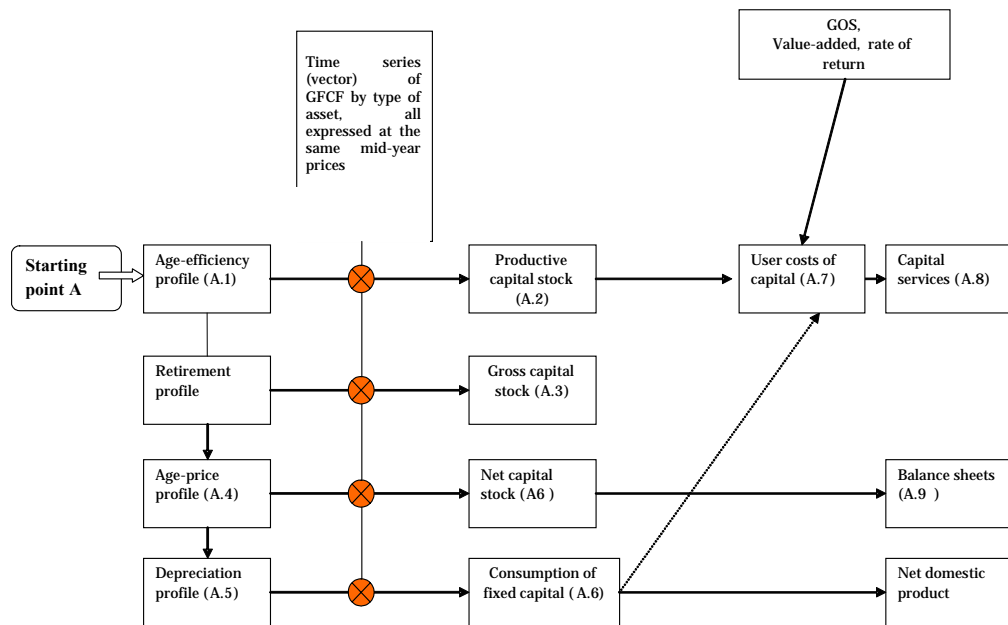 GOS,
Value-added, rate of
return
Time series
(vector) of
GFCF by type of
asset, all
expressed at the
same mid-year
prices
Starting
point A
Age-efficiency
profile (A.1)
Productive
capital stock
(A.2)
User costs of
capital (A.7)
Capital
services (A.8)
Retirement
profile
Gross capital
stock (A.3)
Age-price
profile (A.4)
Net capital
stock (A6 )
Balance sheets
(A.9 )
Depreciation
profile (A.5)
Consumption of
fixed capital (A.6)
Net domestic
product